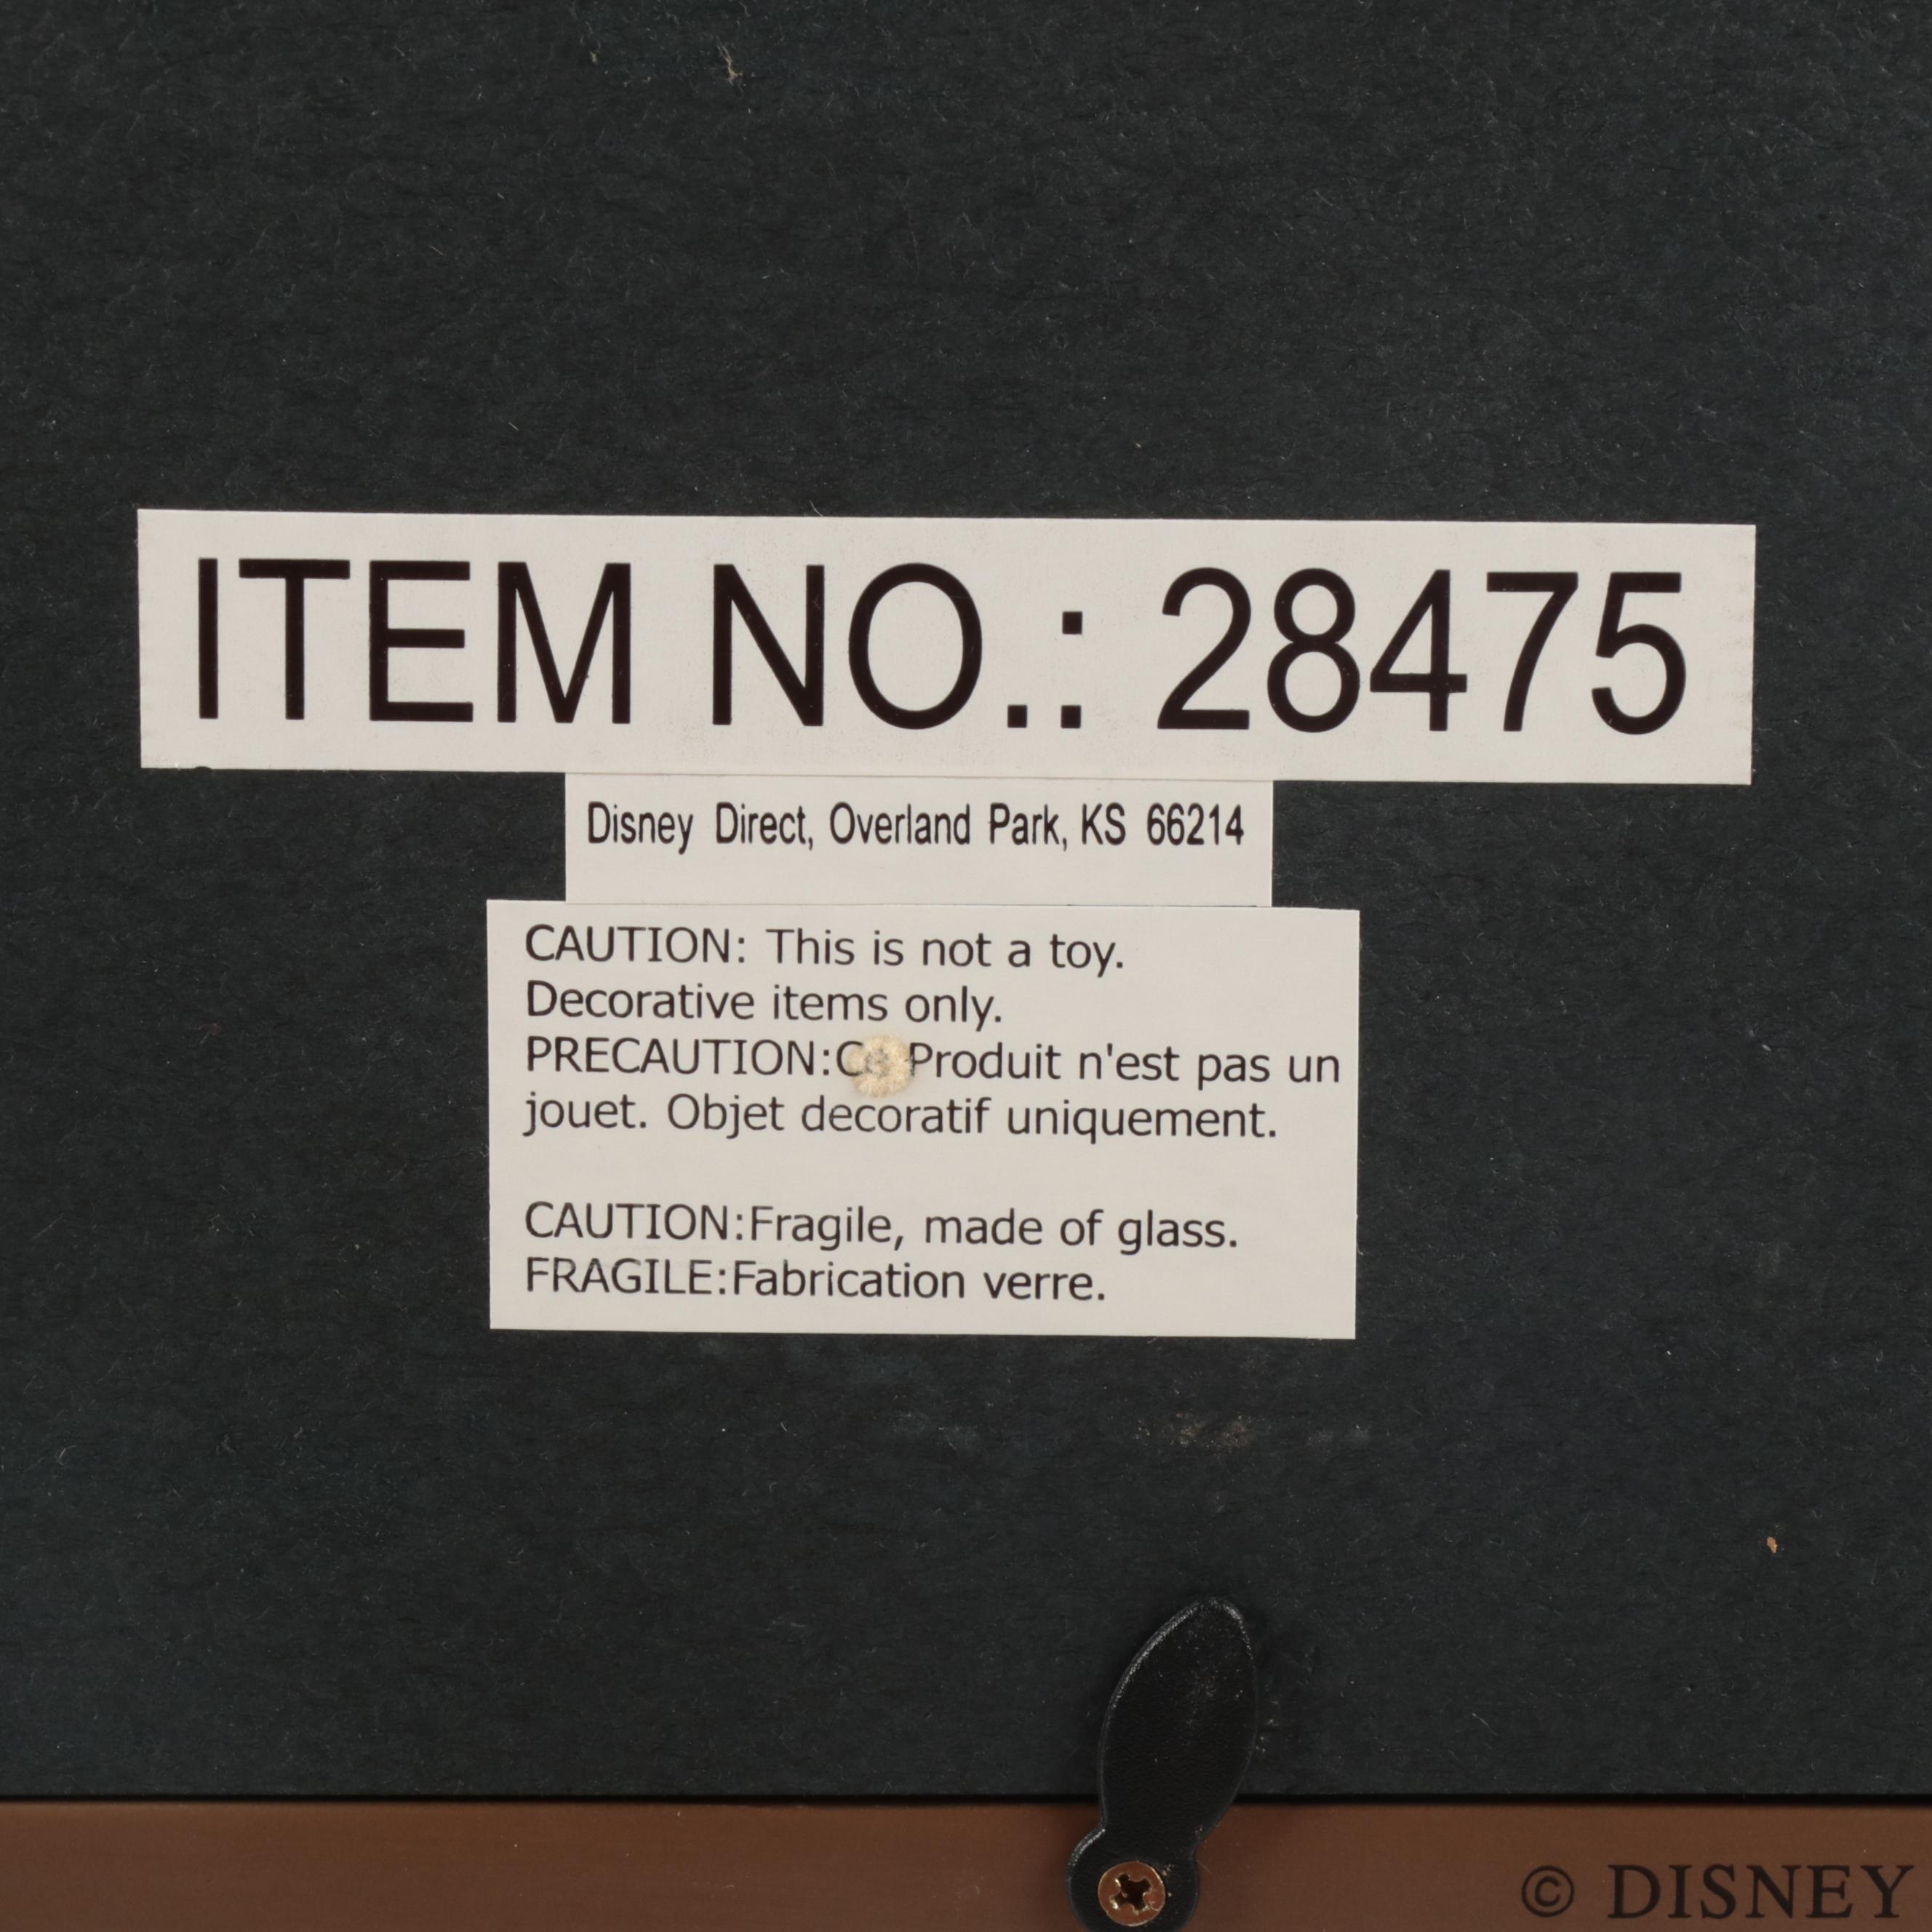 ITEM NO.: 28475
Disney Direct, Overland Park, KS 66214
CAUTION: This is not a toy.
Decorative items only.
PRECAUTION:Ce Produit n'est pas un
jouet. Objet decoratif uniquement.
CAUTION:Fragile, made of glass.
FRAGILE:Fabrication verre.
© DISNEY